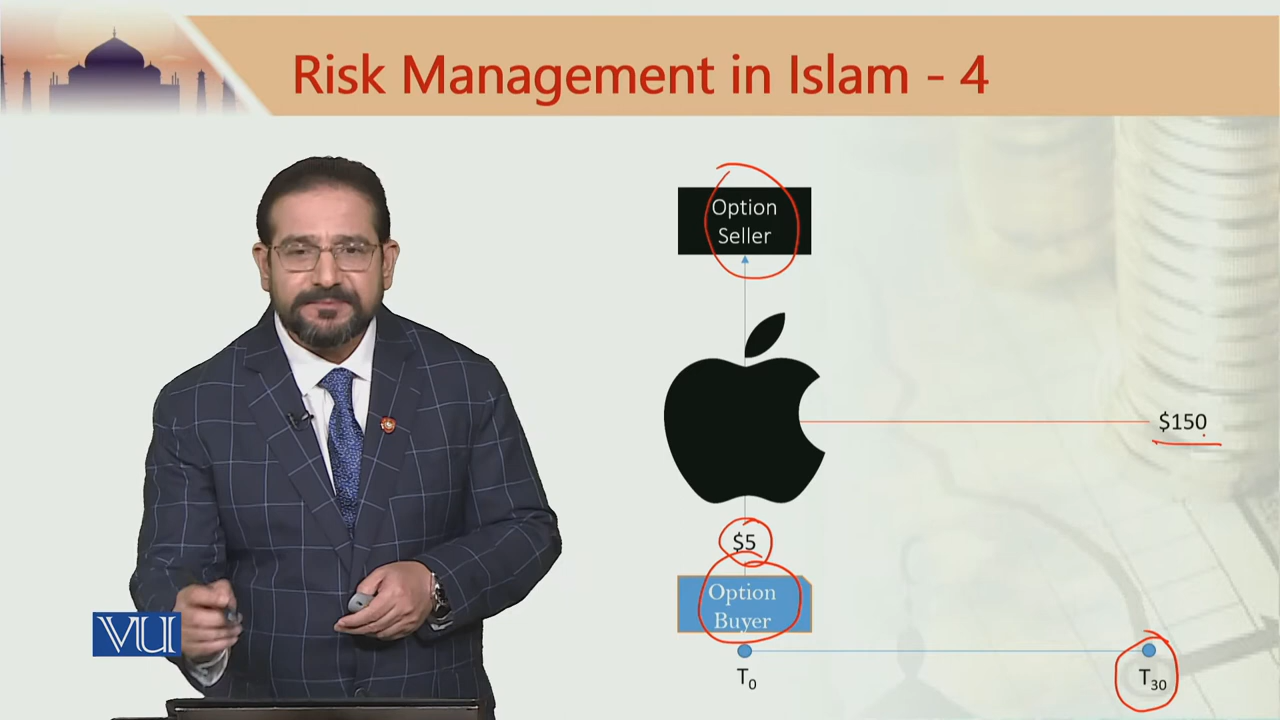 Risk Management in Islam - 4
Option
Seller
$150
$5
Option
Buyer
T0
T30
VU